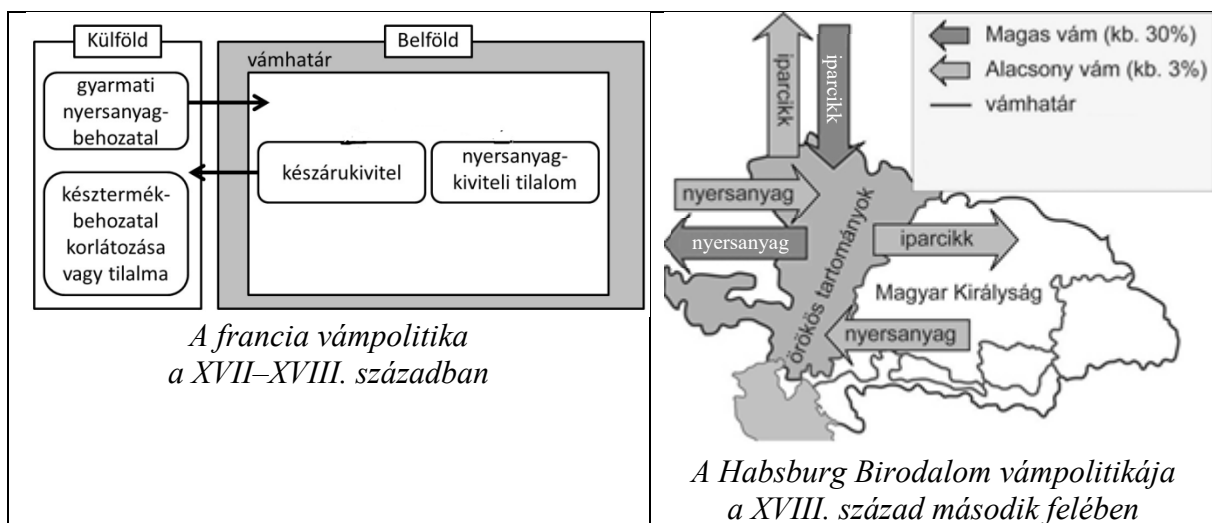 Külföld
Belföld
vámhatár
gyarmati
nyersanyag-
behozatal
készárukivitel
nyersanyag-
kiviteli tilalom
késztermék-
behozatal
korlátozása
vagy tilalma
A francia vámpolitika
a XVII–XVIII. században
Magas vám (kb. 30%)
Alacsony vám (kb. 3%)
vámhatár
iparcikk
iparcikk
nyersanyag
nyersanyag
örökös tartományok
iparcikk
Magyar Királyság
nyersanyag
A Habsburg Birodalom vámpolitikája
a XVIII. század második felében